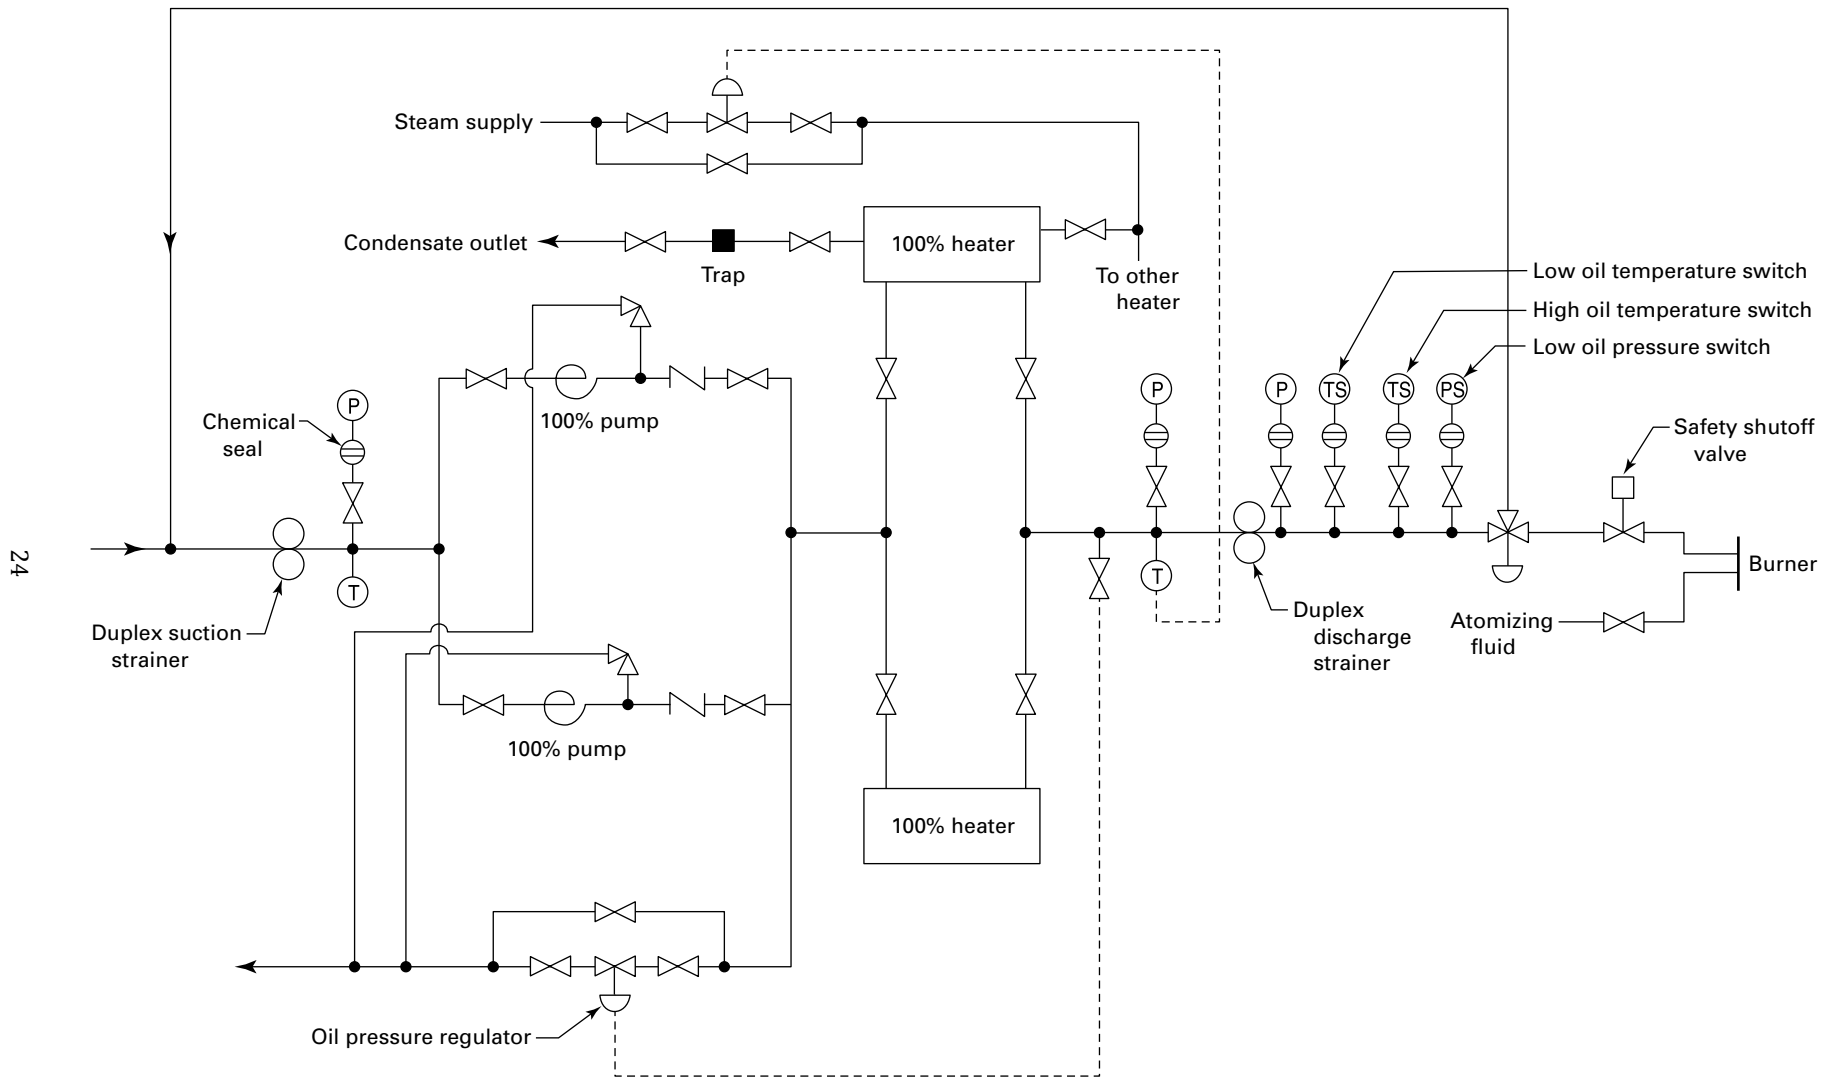 Steam supply
Condensate outlet
Trap
100% heater
To other
heater
Low oil temperature switch
High oil temperature switch
Low oil pressure switch
P
Chemical
seal
100% pump
P
P
TS
TS
PS
Safety shutoff
valve
24
T
T
Burner
Duplex suction
strainer
Duplex
discharge
strainer
Atomizing
fluid
100% pump
100% heater
Oil pressure regulator